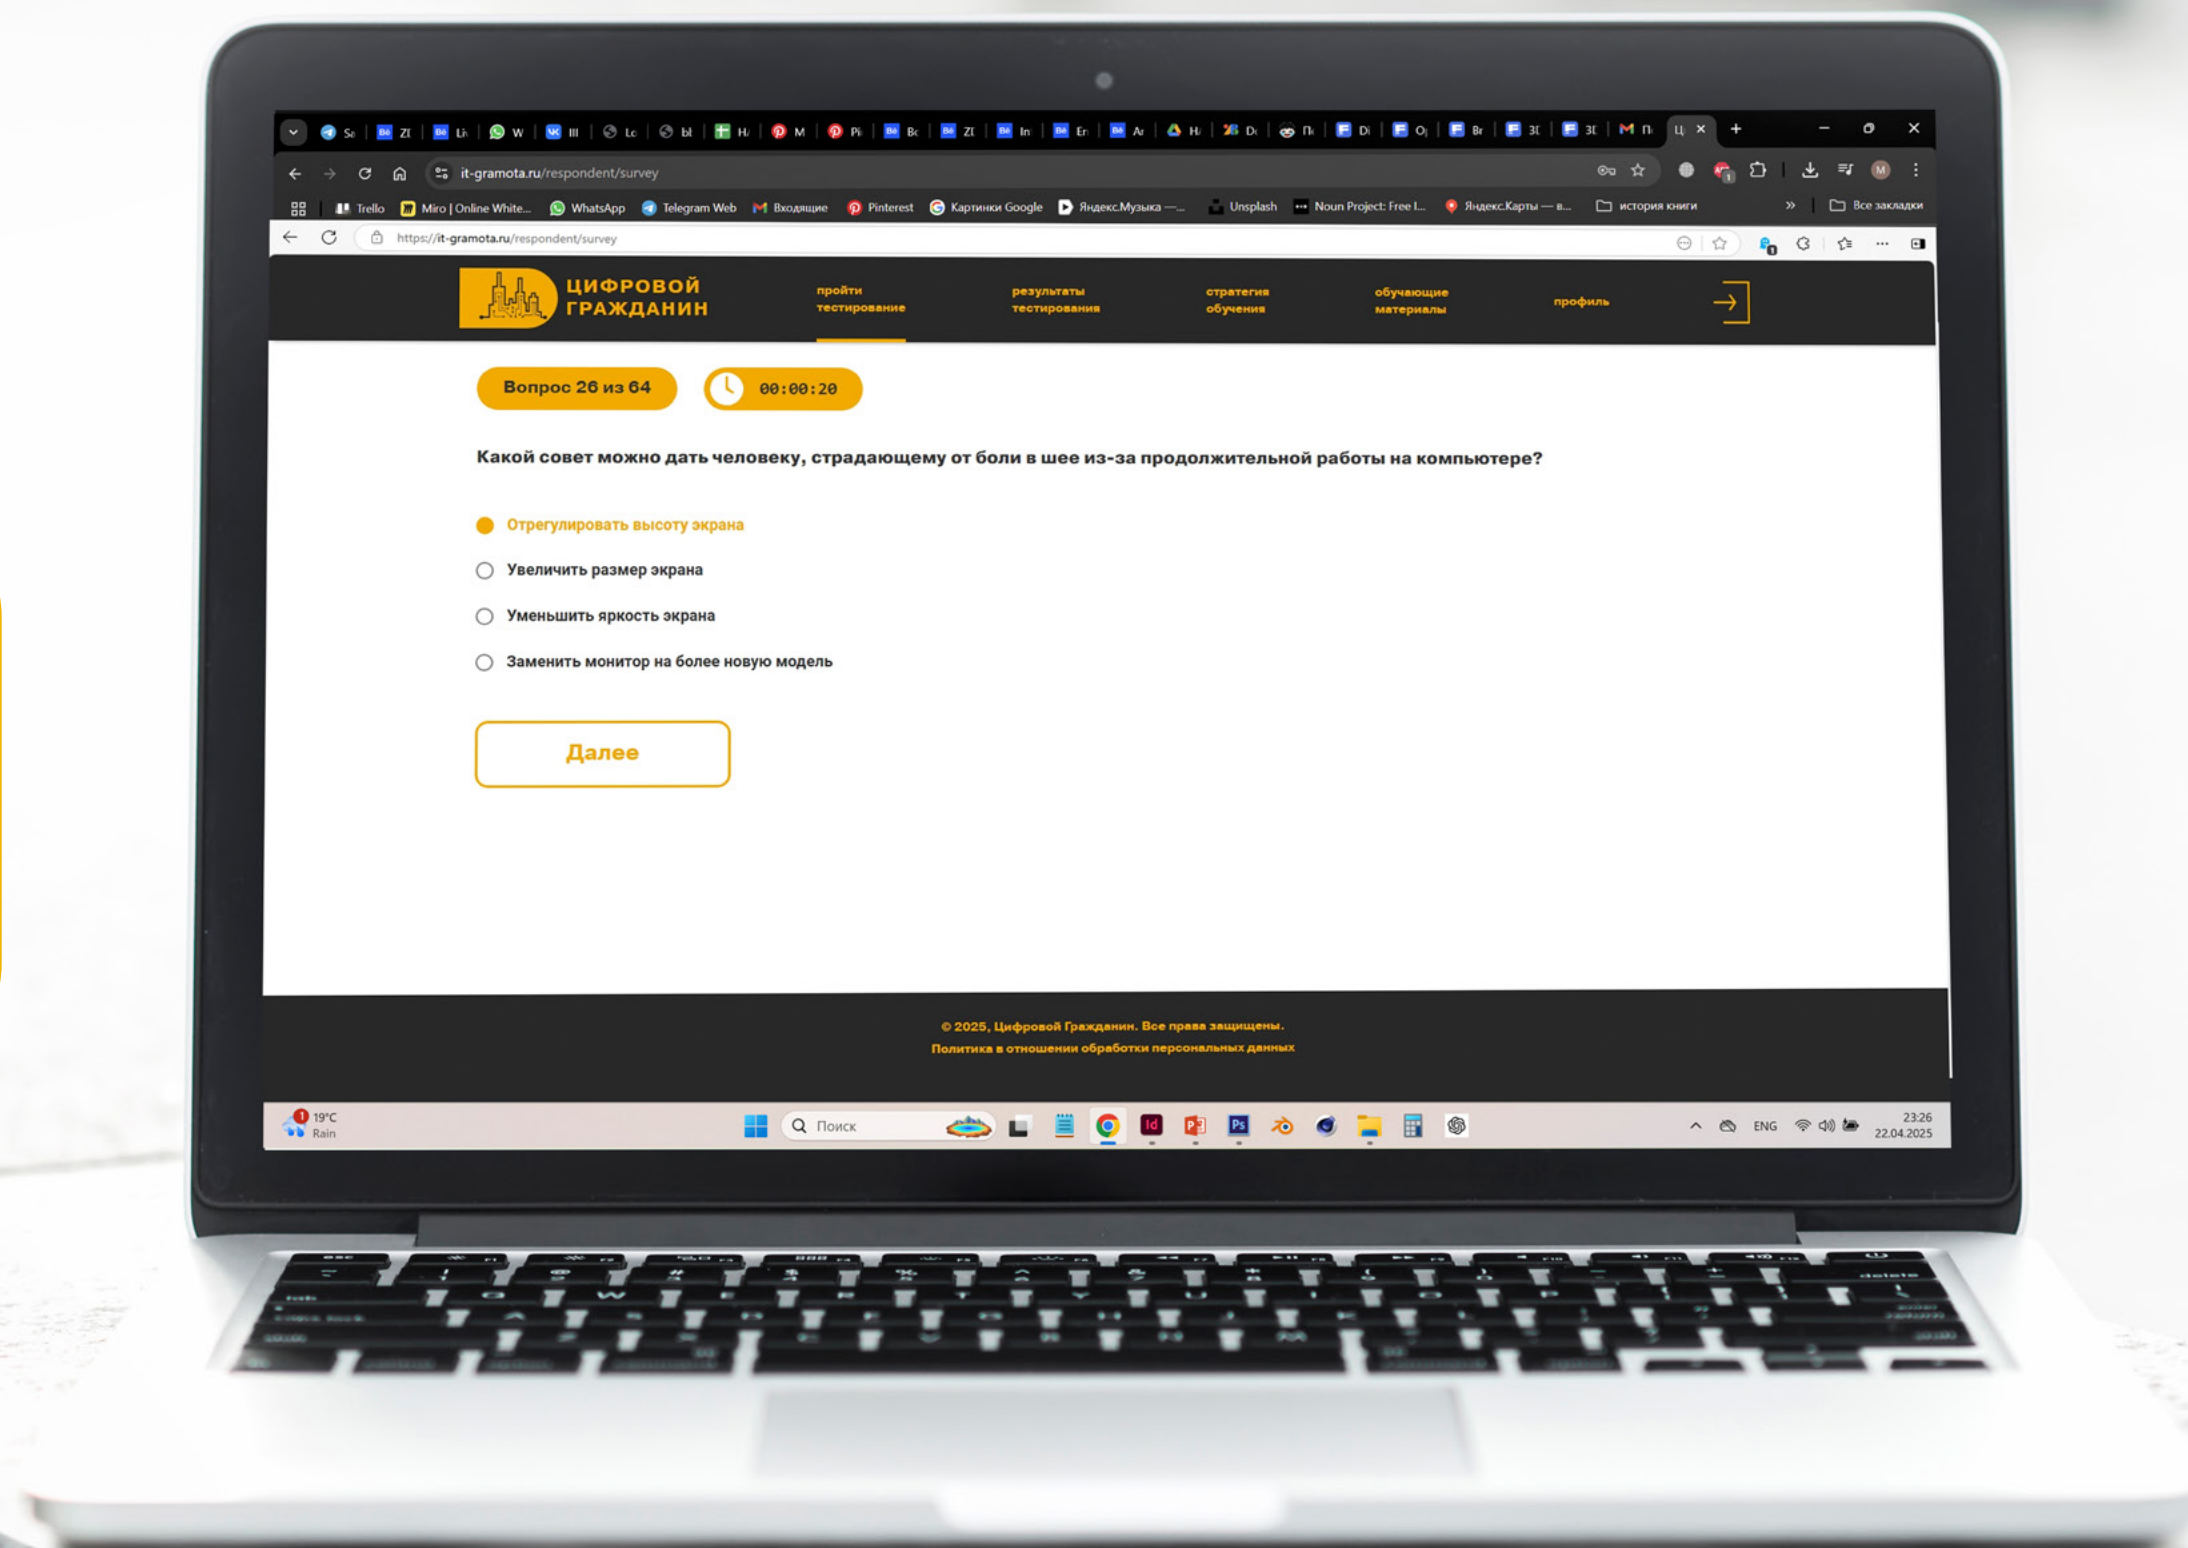 it-gramota.ru/respondent/survey
Trello
Miro | Online White...
WhatsApp
Telegram Web
Входящие
Pinterest
Картинки Google
Яндекс.Музыка —...
Unsplash
Noun Project: Free I...
Яндекс.Карты — в...
история книги
Все закладки
https://it-gramota.ru/respondent/survey
ЦИФРОВОЙ
ГРАЖДАНИН
пройти
тестирование
результаты
тестирования
стратегия
обучения
обучающие
материалы
профиль
Вопрос 26 из 64
00:00:20
Какой совет можно дать человеку, страдающему от боли в шее из-за продолжительной работы на компьютере?
Отрегулировать высоту экрана
Увеличить размер экрана
Уменьшить яркость экрана
Заменить монитор на более новую модель
Далее
© 2025, Цифровой Гражданин. Все права защищены.
Политика в отношении обработки персональных данных
19°C
Rain
Поиск
ENG
23:26
22.04.2025